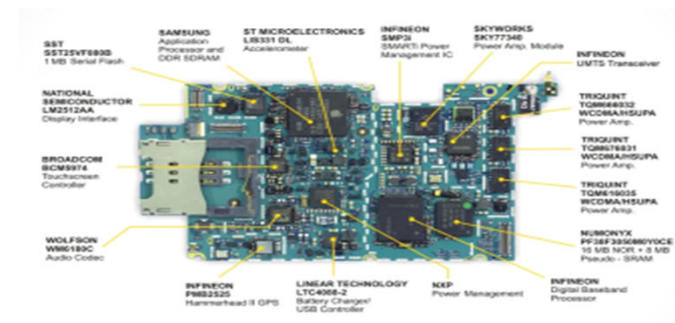 SST
SST25VF080B
1 MB Serial Flash
SAMSUNG
Application
Processor and
DDR SDRAM
ST MICROELECTRONICS
LIS331 DL
Accelerometer
INFINEON
SMP3i
SMARTi Power
Management IC
SKYWORKS
SKY77340
Power Amp. Module
INFINEON
UMTS Transceiver
NATIONAL
SEMICONDUCTOR
LM2512AA
Display Interface
TRIQUINT
TQM666032
WCDMA/HSUPA
Power Amp.
BROADCOM
BCM5974
Touchscreen
Controller
TRIQUINT
TQM676031
WCDMA/HSUPA
Power Amp.
TRIQUINT
TQM616035
WCDMA/HSUPA
Power Amp.
WOLFSON
WM6180C
Audio Codec
NUMONYX
PF38F3050M0Y0CE
16 MB NOR + 8 MB
Pseudo - SRAM
INFINEON
PMB2525
Hammerhead II GPS
LINEAR TECHNOLOGY
LTC4088-2
Battery Charger/
USB Controller
NXP
Power Management
INFINEON
Digital Baseband
Processor